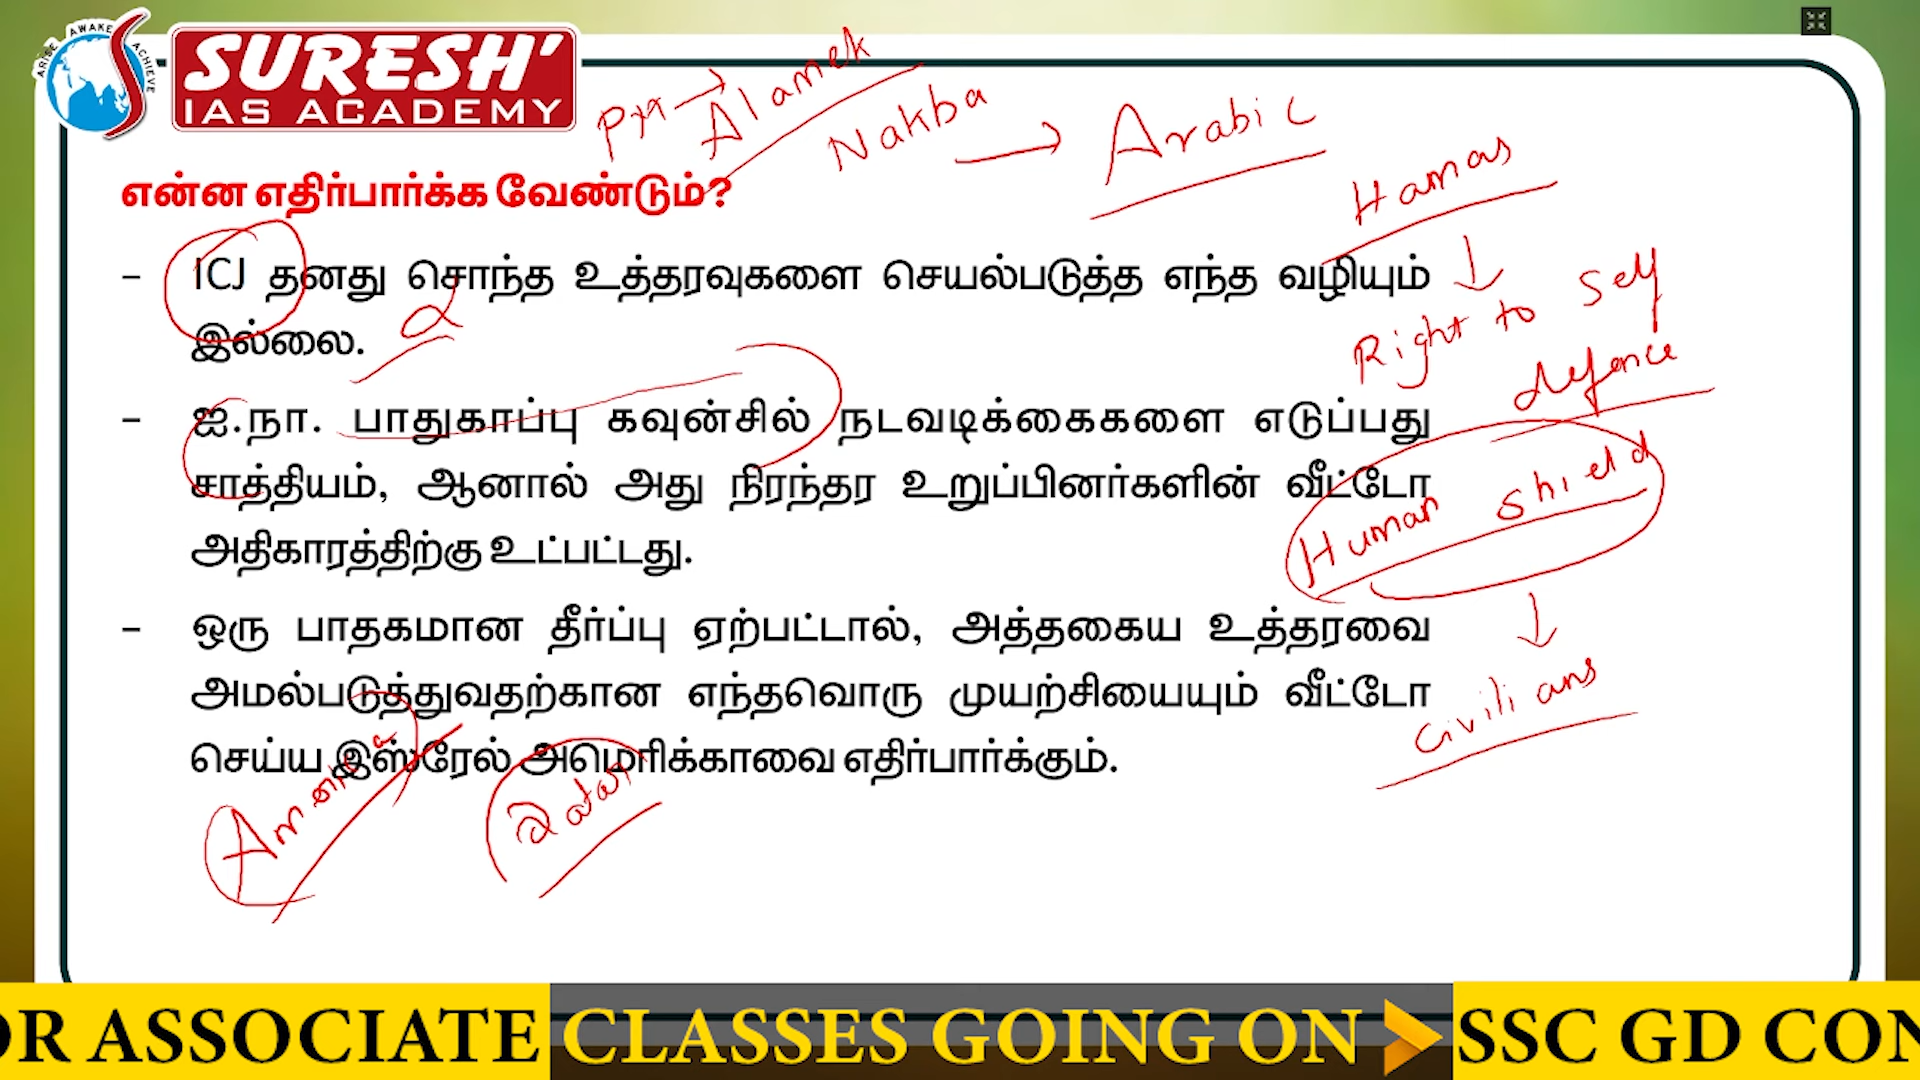 ARISE AWAKE ACHIEVE
SURESH'
IAS ACADEMY
Alamek
Nakba → Arabic
Hamas
என்ன எதிர்பார்க்க வேண்டும்?
– ICJ தனது சொந்த உத்தரவுகளை செயல்படுத்த எந்த வழியும்
இல்லை.
Right to Self
defence
– ஐ.நா. பாதுகாப்பு கவுன்சில் நடவடிக்கைகளை எடுப்பது
சாத்தியம், ஆனால் அது நிரந்தர உறுப்பினர்களின் வீட்டோ
அதிகாரத்திற்கு உட்பட்டது.
Human Shield
– ஒரு பாதகமான தீர்ப்பு ஏற்பட்டால், அத்தகைய உத்தரவை
அமல்படுத்துவதற்கான எந்தவொரு முயற்சியையும் வீட்டோ
செய்ய இஸ்ரேல் அமெரிக்காவை எதிர்பார்க்கும்.
Civilians
Qatar
OR ASSOCIATE CLASSES GOING ON SSC GD CON